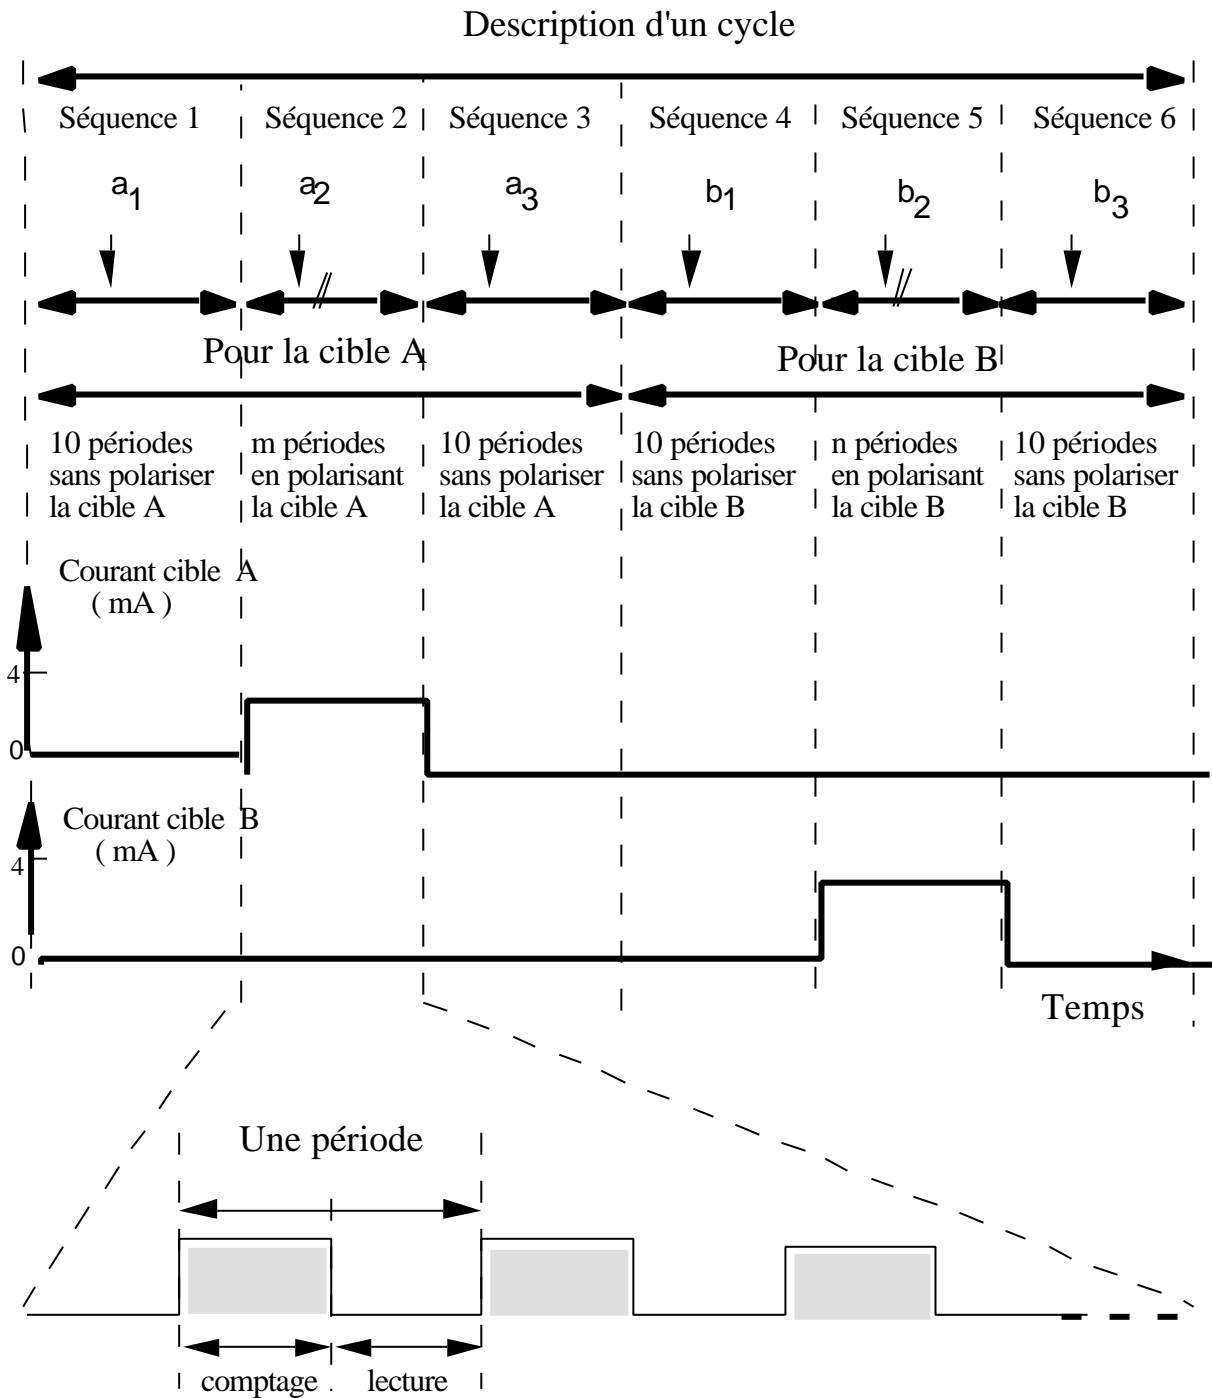 Description d'un cycle
Séquence 1 Séquence 2 Séquence 3 Séquence 4 Séquence 5 Séquence 6
a1 a2 a3 b1 b2 b3
Pour la cible A Pour la cible B
10 périodes m périodes 10 périodes 10 périodes n périodes 10 périodes
sans polariser en polarisant sans polariser sans polariser en polarisant sans polariser
la cible A la cible A la cible A la cible B la cible B la cible B
Courant cible A
( mA )
4
0
Courant cible B
( mA )
4
0
Temps
Une période
comptage lecture